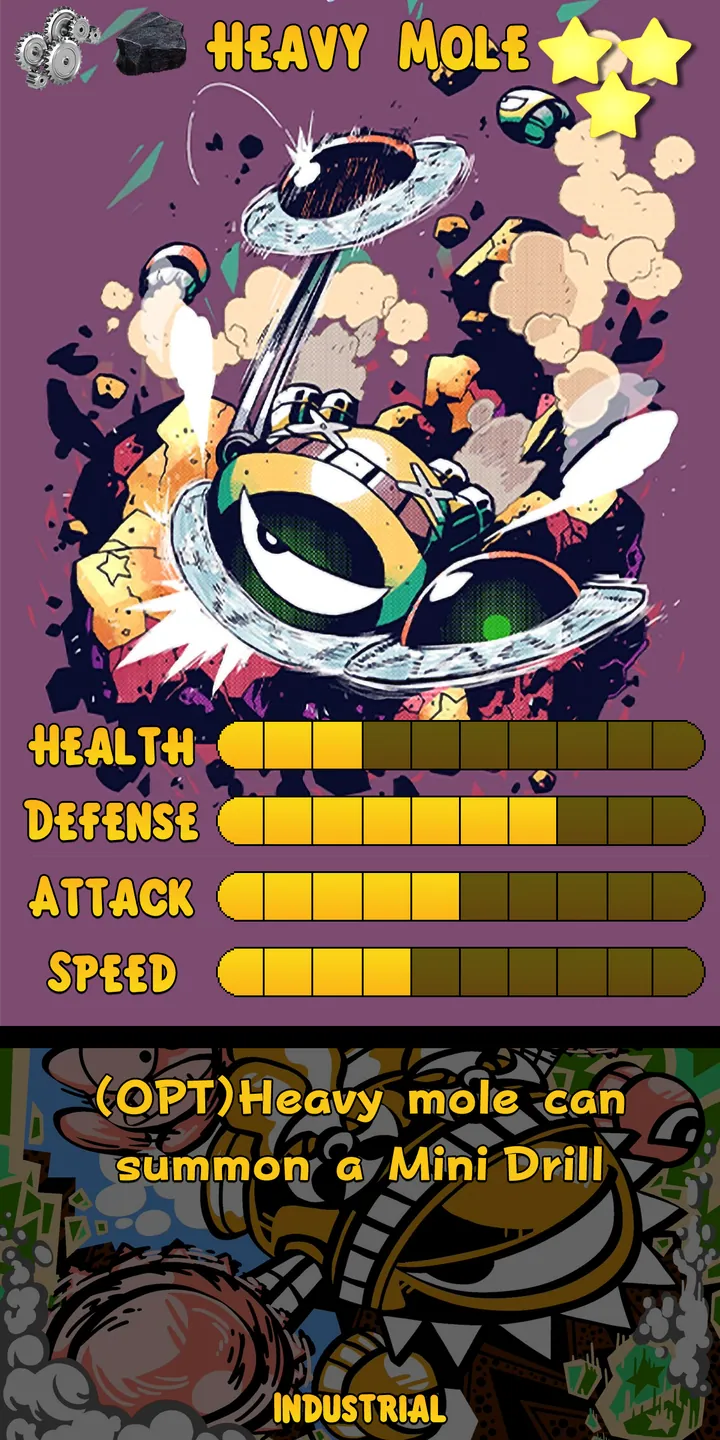 Heavy Mole
Health
Defense
Attack
Speed
(OPT)Heavy mole can
summon a Mini Drill
Industrial